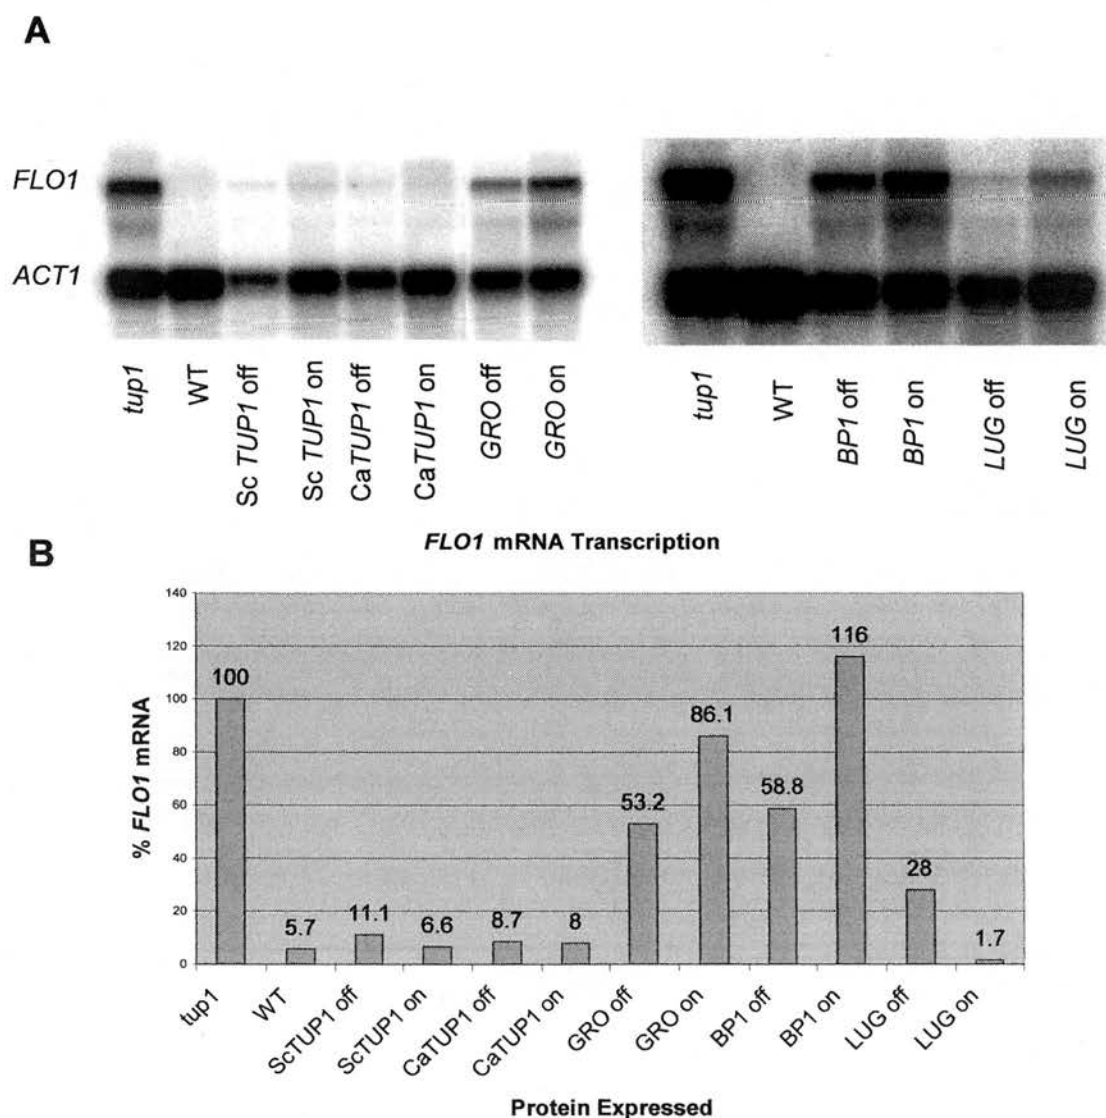 A
FLO1
ACT1
tup1
WT
Sc TUP1 off
Sc TUP1 on
CaTUP1 off
CaTUP1 on
GRO off
GRO on
tup1
WT
BP1 off
BP1 on
LUG off
LUG on
B
FLO1 mRNA Transcription
% FLO1 mRNA
140
120
100
80
60
40
20
0
100
5.7
11.1
6.6
8.7
8
53.2
86.1
58.8
116
28
1.7
tup1
WT
ScTUP1 off
ScTUP1 on
CaTUP1 off
CaTUP1 on
GRO off
GRO on
BP1 off
BP1 on
LUG off
LUG on
Protein Expressed